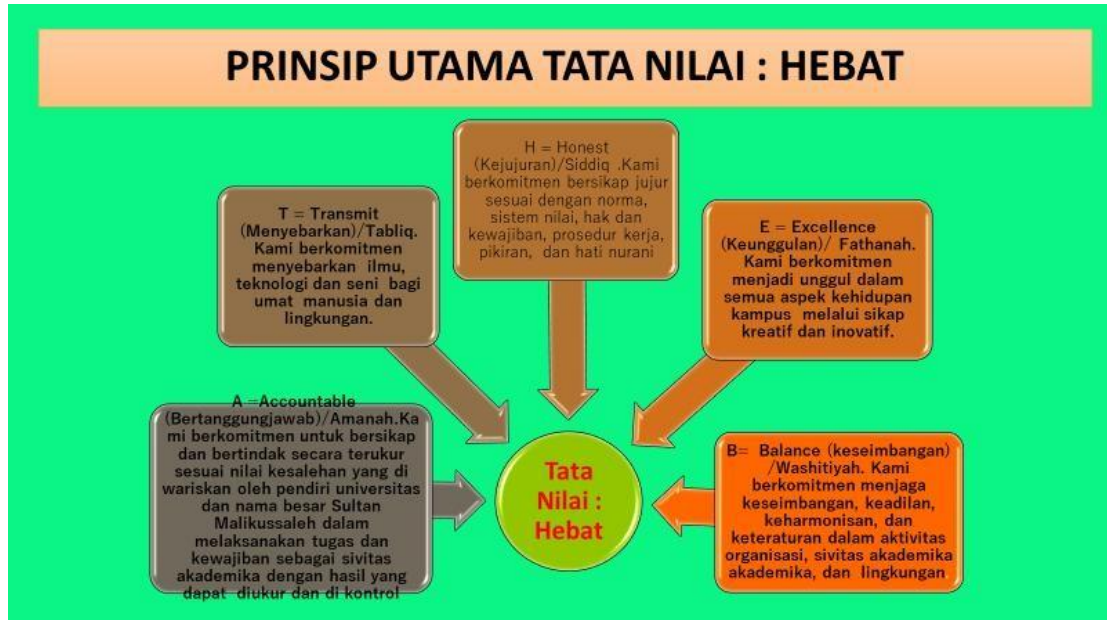 PRINSIP UTAMA TATA NILAI : HEBAT
H = Honest
(Kejujuran)/Siddiq .Kami
berkomitmen bersikap jujur
sesuai dengan norma,
sistem nilai, hak dan
kewajiban, prosedur kerja,
pikiran, dan hati nurani
T = Transmit
(Menyebarkan)/Tabliq.
Kami berkomitmen
menyebarkan ilmu,
teknologi dan seni bagi
umat manusia dan
lingkungan.
E = Excellence
(Keunggulan)/ Fathanah.
Kami berkomitmen
menjadi unggul dalam
semua aspek kehidupan
kampus melalui sikap
kreatif dan inovatif.
A =Accountable
(Bertanggungjawab)/Amanah.Ka
mi berkomitmen untuk bersikap
dan bertindak secara terukur
sesuai nilai kesalehan yang di
wariskan oleh pendiri universitas
dan nama besar Sultan
Malikussaleh dalam
melaksanakan tugas dan
kewajiban sebagai sivitas
akademika dengan hasil yang
dapat diukur dan di kontrol
Tata
Nilai :
Hebat
B= Balance (keseimbangan)
/Washitiyah. Kami
berkomitmen menjaga
keseimbangan, keadilan,
keharmonisan, dan
keteraturan dalam aktivitas
organisasi, sivitas akademika
akademika, dan lingkungan